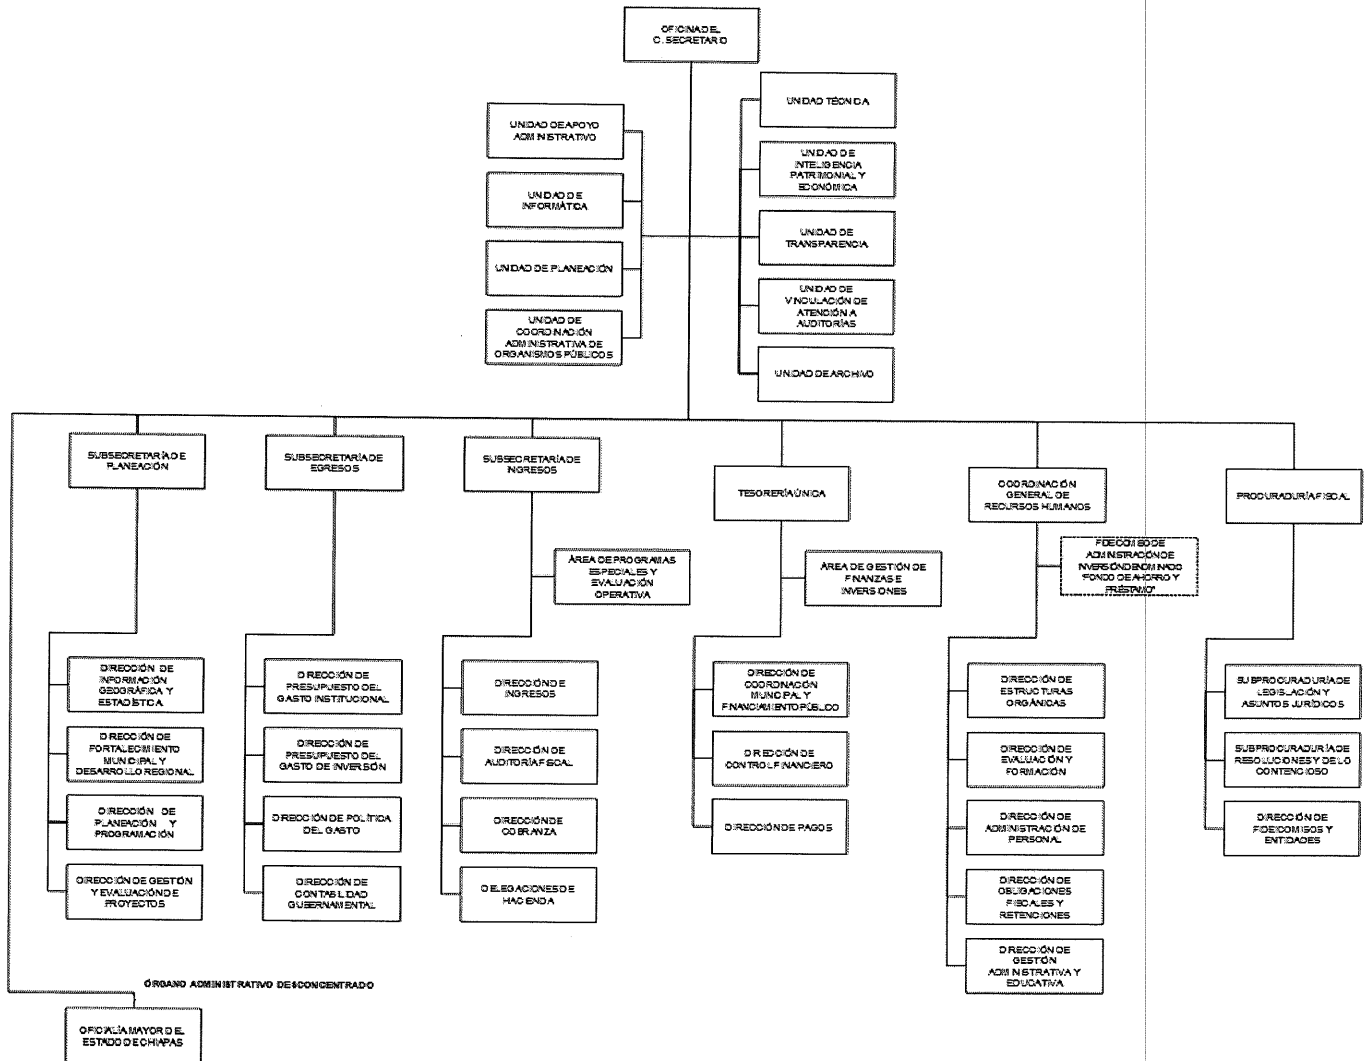 OFICINA DEL
C. SECRETARIO
UNIDAD DE APOYO
ADMINISTRATIVO
UNIDAD DE
INFORMÁTICA
UNIDAD DE PLANEACIÓN
UNIDAD DE
COORDINACIÓN
ADMINISTRATIVA DE
ORGANISMOS PÚBLICOS
UNIDAD TÉCNICA
UNIDAD DE
INTELIGENCIA
PATRIMONIAL Y
ECONÓMICA
UNIDAD DE
TRANSPARENCIA
UNIDAD DE
VINCULACIÓN DE
ATENCIÓN A
AUDITORÍAS
UNIDAD DE ARCHIVO
SUBSECRETARÍA DE
PLANEACIÓN
SUBSECRETARÍA DE
EGRESOS
SUBSECRETARÍA DE
INGRESOS
TESORERÍA ÚNICA
COORDINACIÓN
GENERAL DE
RECURSOS HUMANOS
PROCURADURÍA FISCAL
ÁREA DE PROGRAMAS
ESPECIALES Y
EVALUACIÓN
OPERATIVA
ÁREA DE GESTIÓN DE
FINANZAS E
INVERSIONES
FIDEICOMISO DE
ADMINISTRACIÓN DE
INVERSIÓN DENOMINADO
"FONDO DE AHORRO Y
PRÉSTAMO"
DIRECCIÓN DE
INFORMACIÓN
GEOGRÁFICA Y
ESTADÍSTICA
DIRECCIÓN DE
FORTALECIMIENTO
MUNICIPAL Y
DESARROLLO REGIONAL
DIRECCIÓN DE
PLANEACIÓN Y
PROGRAMACIÓN
DIRECCIÓN DE GESTIÓN
Y EVALUACIÓN DE
PROYECTOS
DIRECCIÓN DE
PRESUPUESTO DEL
GASTO INSTITUCIONAL
DIRECCIÓN DE
PRESUPUESTO DEL
GASTO DE INVERSÓN
DIRECCIÓN DE POLÍTICA
DEL GASTO
DIRECCIÓN DE
CONTABILIDAD
GUBERNAMENTAL
DIRECCIÓN DE
INGRESOS
DIRECCIÓN DE
AUDITORÍA FISCAL
DIRECCIÓN DE
COBRANZA
DELEGACIONES DE
HACIENDA
DIRECCIÓN DE
COORDINACIÓN
MUNICIPAL Y
FINANCIAMIENTO PÚBLICO
DIRECCIÓN DE
CONTROL FINANCIERO
DIRECCIÓN DE PAGOS
DIRECCIÓN DE
ESTRUCTURAS
ORGÁNICAS
DIRECCIÓN DE
EVALUACIÓN Y
FORMACIÓN
DIRECCIÓN DE
ADMINISTRACIÓN DE
PERSONAL
DIRECCIÓN DE
OBLIGACIONES
FISCALES Y
RETENCIONES
DIRECCIÓN DE
GESTIÓN
ADMINISTRATIVA Y
EDUCATIVA
SUBPROCURADURÍA DE
LEGISLACIÓN Y
ASUNTOS JURÍDICOS
SUBPROCURADURÍA DE
RESOLUCIONES Y DE LO
CONTENCIOSO
DIRECCIÓN DE
FIDEICOMISOS Y
ENTIDADES
ÓRGANO ADMINISTRATIVO DESCONCENTRADO
OFICIALÍA MAYOR DEL
ESTADO DE CHIAPAS